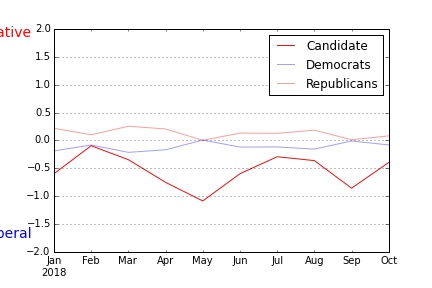 ative
2.0
1.5
1.0
0.5
0.0
−0.5
−1.0
−1.5
−2.0
peral
Candidate
Democrats
Republicans
Jan Feb Mar Apr May Jun Jul Aug Sep Oct
2018